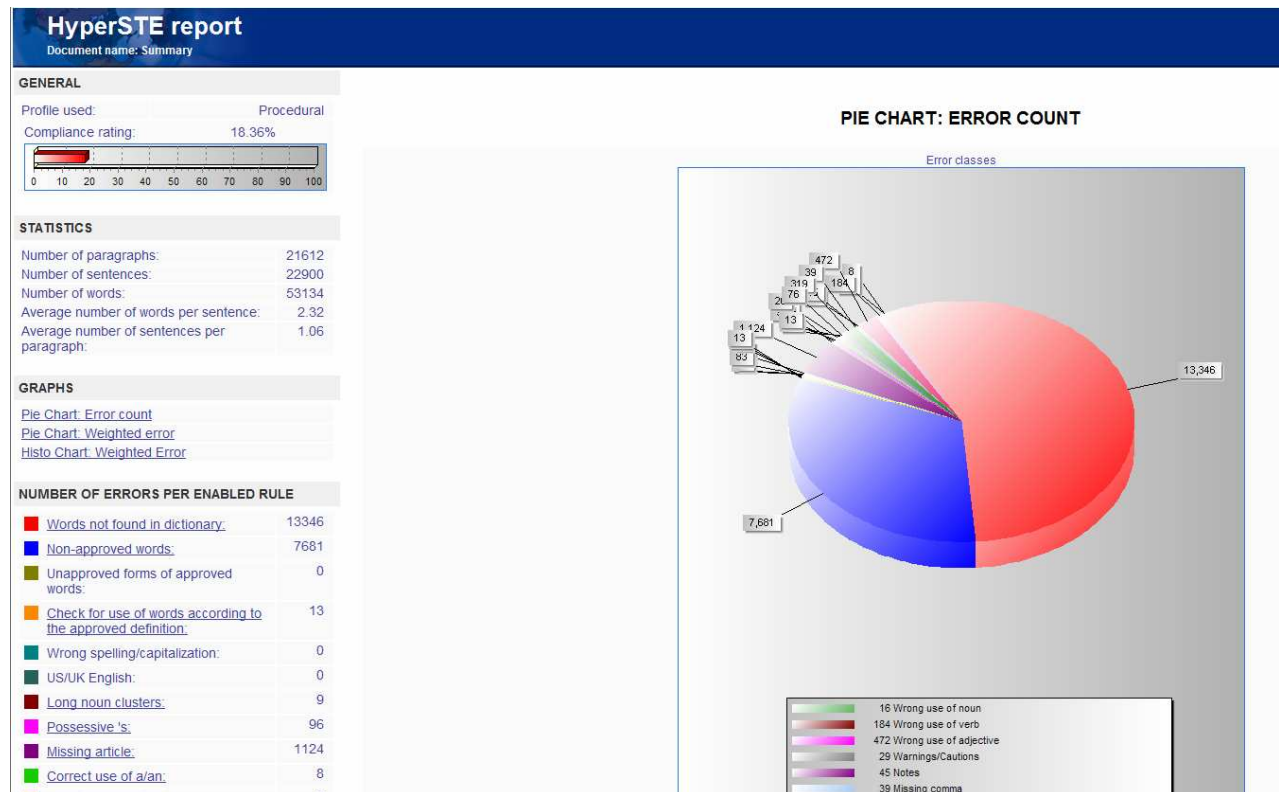 HyperSTE report
Document name: Summary
GENERAL
Profile used: Procedural
Compliance rating: 18.36%
0 10 20 30 40 50 60 70 80 90 100
STATISTICS
Number of paragraphs: 21612
Number of sentences: 22900
Number of words: 53134
Average number of words per sentence: 2.32
Average number of sentences per 1.06
paragraph:
GRAPHS
Pie Chart: Error count
Pie Chart: Weighted error
Histo Chart: Weighted Error
NUMBER OF ERRORS PER ENABLED RULE
Words not found in dictionary: 13346
Non-approved words: 7681
Unapproved forms of approved 0
words:
Check for use of words according to 13
the approved definition:
Wrong spelling/capitalization: 0
US/UK English: 0
Long noun clusters: 9
Possessive 's: 96
Missing article: 1124
Correct use of a/an: 8
PIE CHART: ERROR COUNT
Error classes
472
39
8
319
184
76
13
1,124
13
83
13,346
7,681
16 Wrong use of noun
184 Wrong use of verb
472 Wrong use of adjective
29 Warnings/Cautions
45 Notes
39 Missing comma